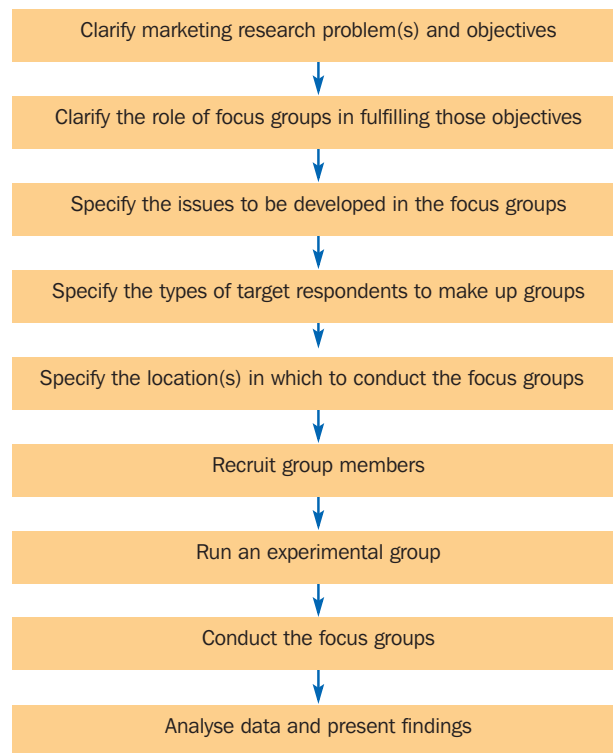 Clarify marketing research problem(s) and objectives
Clarify the role of focus groups in fulfilling those objectives
Specify the issues to be developed in the focus groups
Specify the types of target respondents to make up groups
Specify the location(s) in which to conduct the focus groups
Recruit group members
Run an experimental group
Conduct the focus groups
Analyse data and present findings